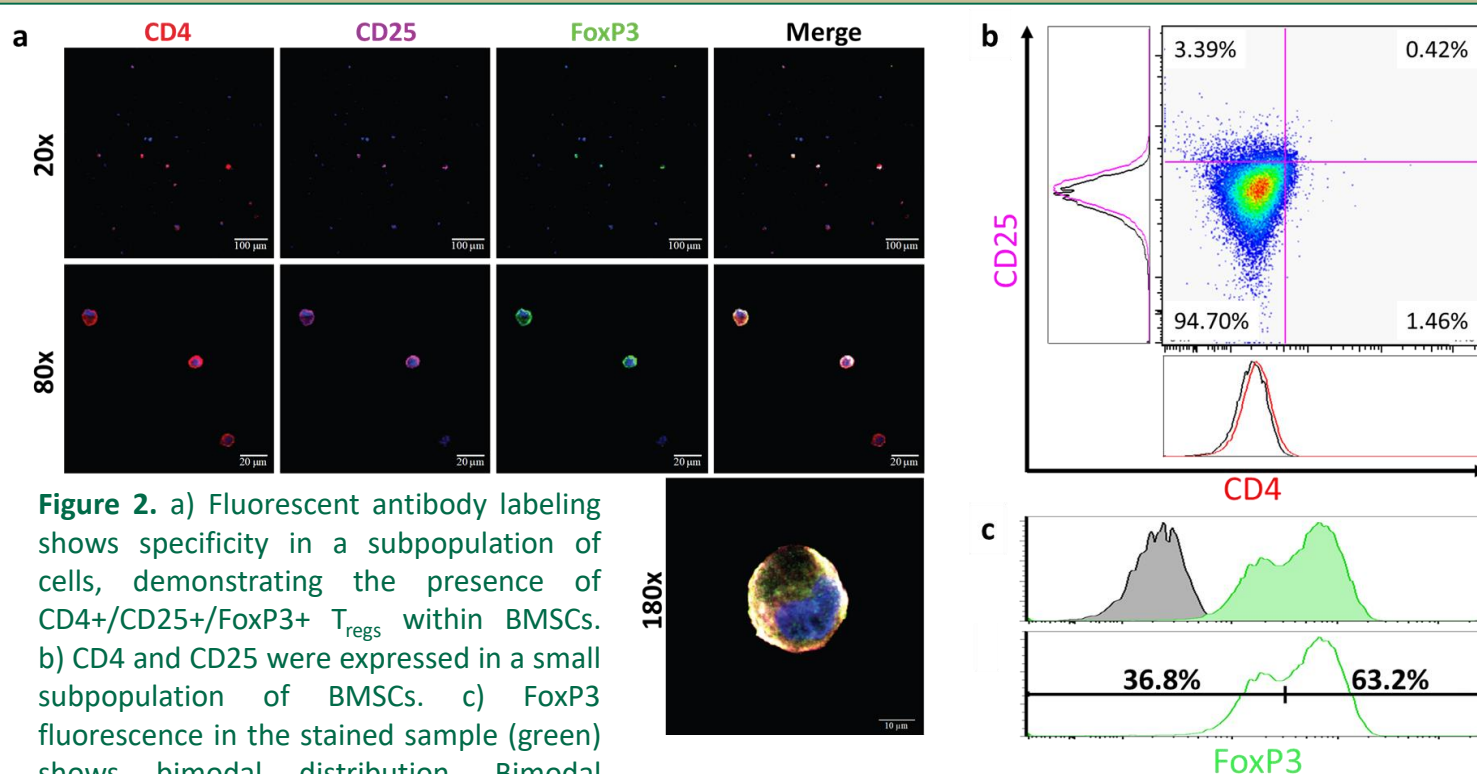 a
CD4 CD25 FoxP3 Merge
20x
100 µm 100 µm 100 µm 100 µm
80x
20 µm 20 µm 20 µm 20 µm
180x
10 µm
Figure 2. a) Fluorescent antibody labeling
shows specificity in a subpopulation of
cells, demonstrating the presence of
CD4+/CD25+/FoxP3+ Tregs within BMSCs.
b) CD4 and CD25 were expressed in a small
subpopulation of BMSCs. c) FoxP3
fluorescence in the stained sample (green)
shows bimodal distribution. Bimodal
b
3.39% 0.42%
CD25
94.70% 1.46%
CD4
c
36.8% 63.2%
FoxP3